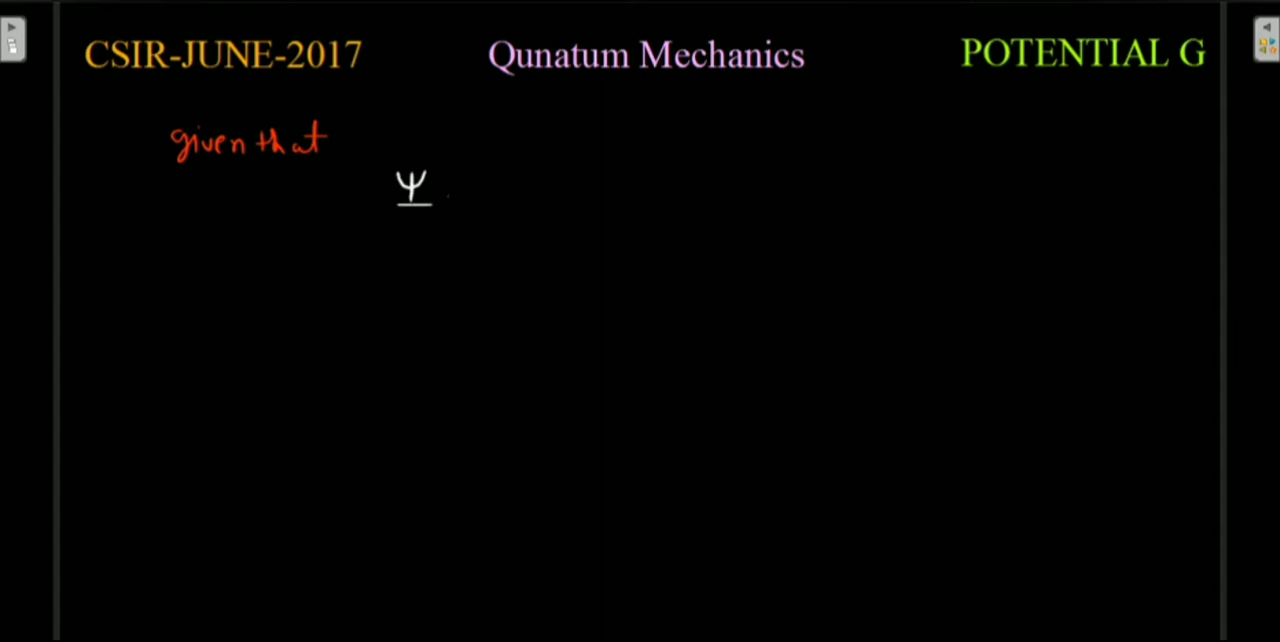 CSIR-JUNE-2017 Qunatum Mechanics POTENTIAL G
given that
Ψ